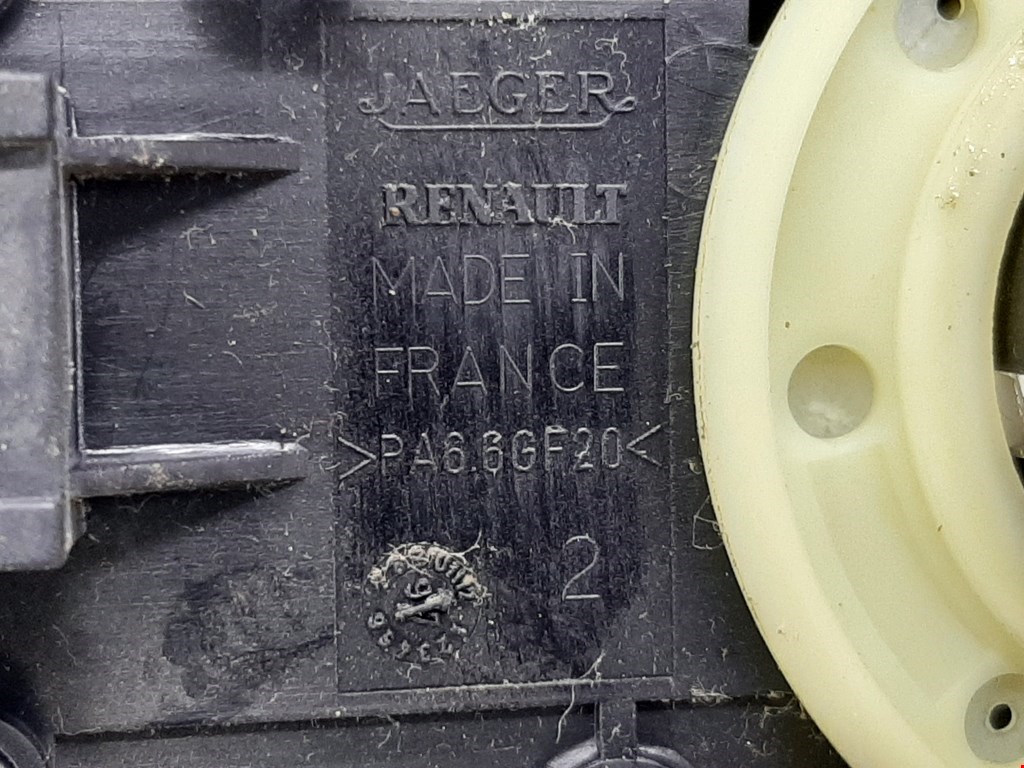 JAEGER
RENAULT
MADE IN
FRANCE
>PA6.6GF20<
2